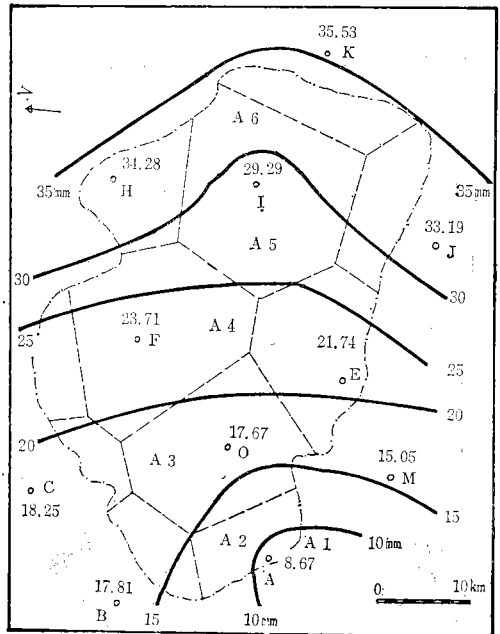 35.53
K
N
A 6
34.28
H
29.29
I
35mm
35mm
33.19
J
A 5
30
30
23.71
F
A 4
21.74
E
25
25
20
20
17.67
O
A 3
15.05
M
C
18.25
15
A 2
A 1
10mm
8.67
A
17.81
B
15
10mm
0
10 km